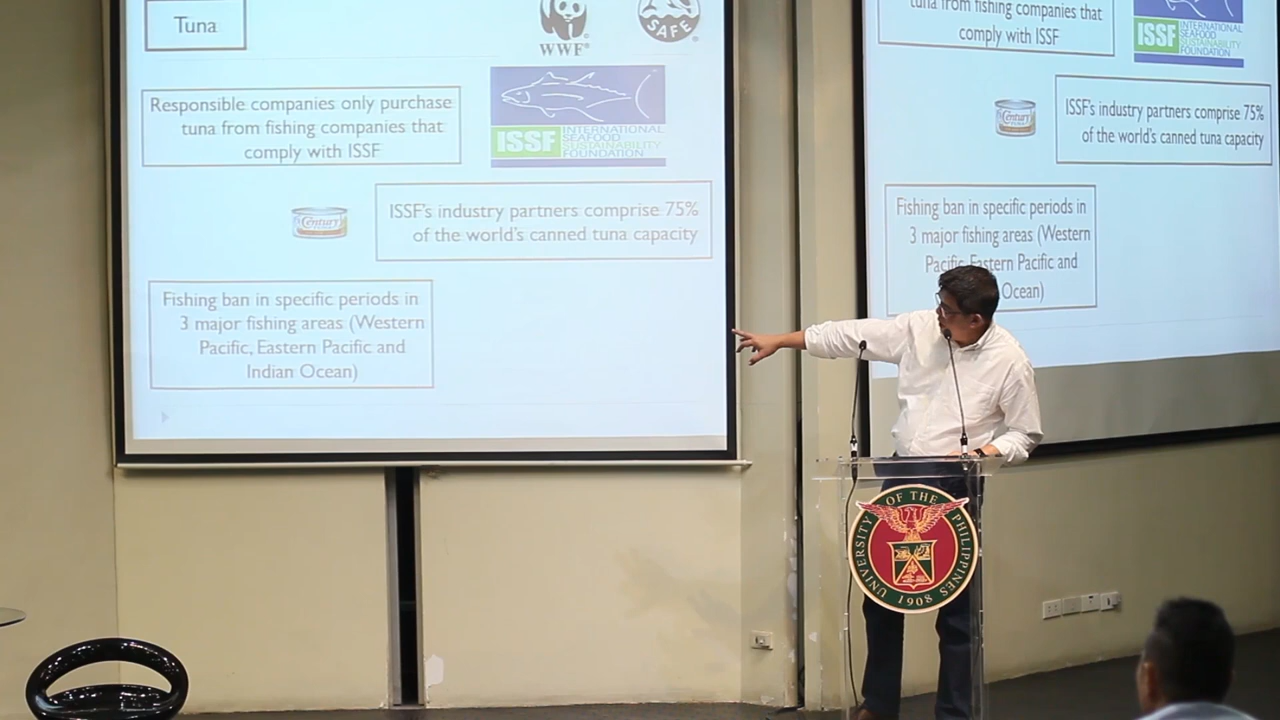 Tuna
WWF
SAFE
Responsible companies only purchase
tuna from fishing companies that
comply with ISSF
ISSF
INTERNATIONAL
SEAFOOD
SUSTAINABILITY
FOUNDATION
Century
ISSF's industry partners comprise 75%
of the world's canned tuna capacity
Fishing ban in specific periods in
3 major fishing areas (Western
Pacific, Eastern Pacific and
Indian Ocean)
tuna from fishing companies that
comply with ISSF
ISSF
INTERNATIONAL
SEAFOOD
SUSTAINABILITY
FOUNDATION
Century
ISSF's industry partners comprise 75%
of the world's canned tuna capacity
Fishing ban in specific periods in
3 major fishing areas (Western
Pacific, Eastern Pacific and
Ocean)
UNIVERSITY OF THE PHILIPPINES
1908